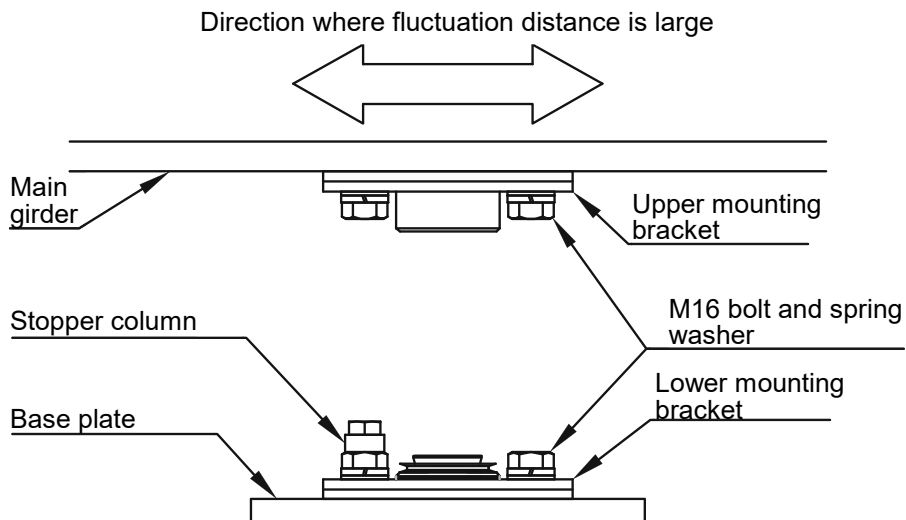 Direction where fluctuation distance is large
Main
girder
Upper mounting
bracket
Stopper column
M16 bolt and spring
washer
Lower mounting
bracket
Base plate